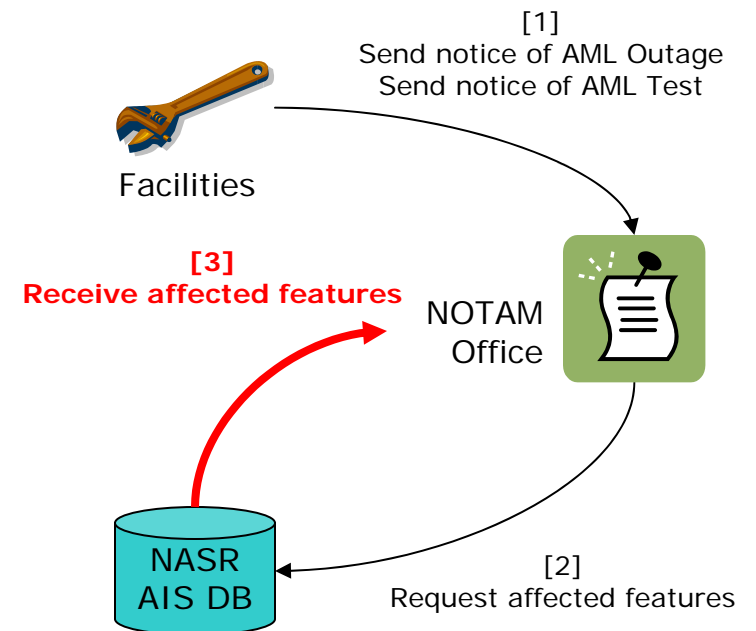 [1]
Send notice of AML Outage
Send notice of AML Test
Facilities
[3]
Receive affected features
NOTAM
Office
NASR
AIS DB
[2]
Request affected features